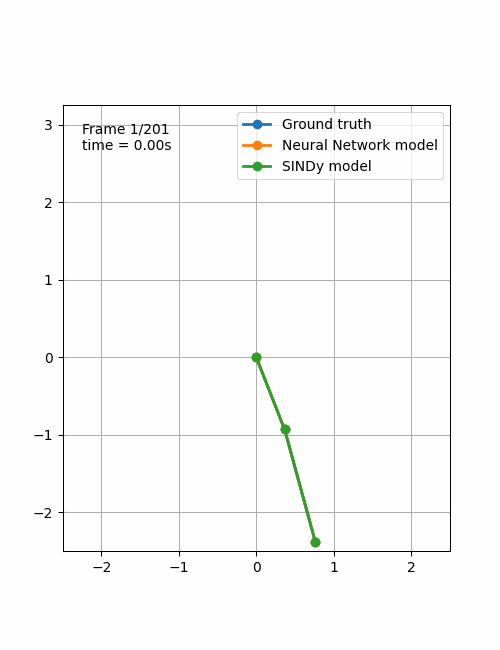 Frame 1/201
time = 0.00s
Ground truth
Neural Network model
SINDy model
3
2
1
0
−1
−2
−2
−1
0
1
2